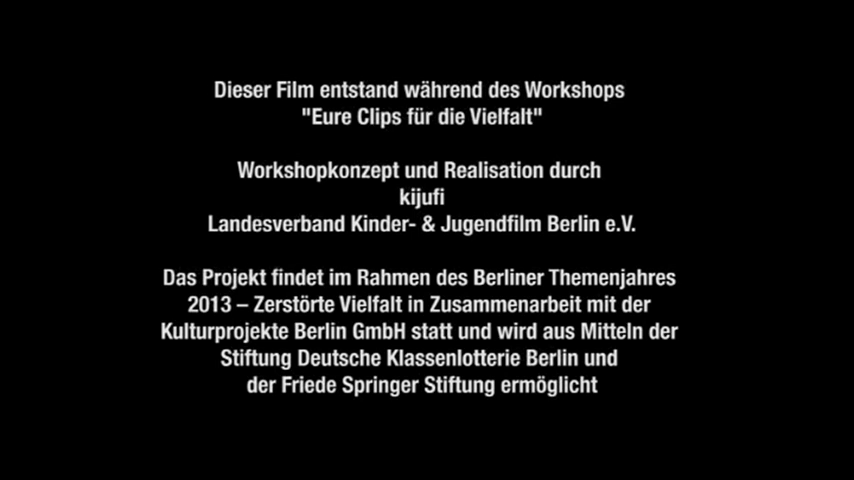 Dieser Film entstand während des Workshops
"Eure Clips für die Vielfalt"
Workshopkonzept und Realisation durch
kijufi
Landesverband Kinder- & Jugendfilm Berlin e.V.
Das Projekt findet im Rahmen des Berliner Themenjahres
2013 – Zerstörte Vielfalt in Zusammenarbeit mit der
Kulturprojekte Berlin GmbH statt und wird aus Mitteln der
Stiftung Deutsche Klassenlotterie Berlin und
der Friede Springer Stiftung ermöglicht